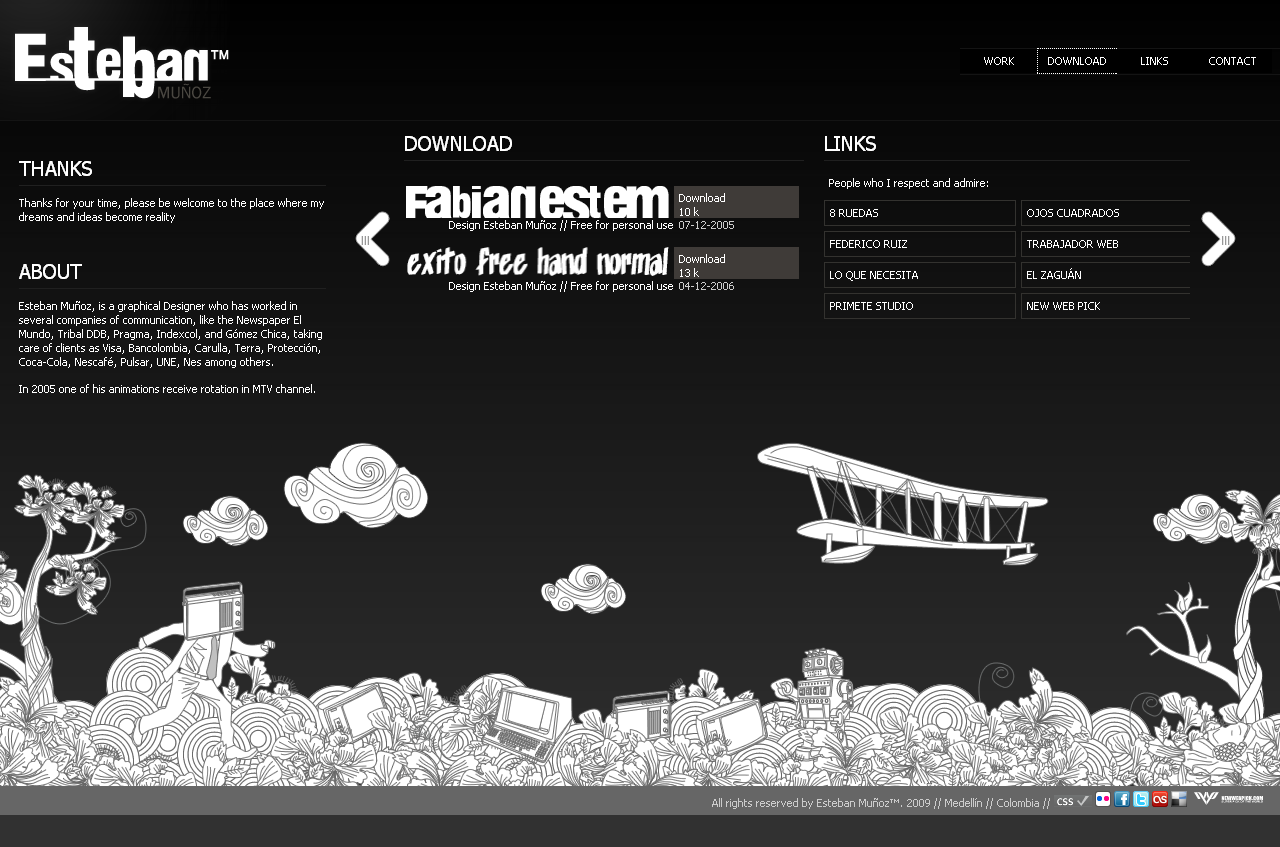 Esteban™
MUÑOZ
WORK
DOWNLOAD
LINKS
CONTACT
THANKS
Thanks for your time, please be welcome to the place where my
dreams and ideas become reality
ABOUT
Esteban Muñoz, is a graphical Designer who has worked in
several companies of communication, like the Newspaper El
Mundo, Tribal DDB, Pragma, Indexcol, and Gómez Chica, taking
care of clients as Visa, Bancolombia, Carulla, Terra, Protección,
Coca-Cola, Nescafé, Pulsar, UNE, Nes among others.
In 2005 one of his animations receive rotation in MTV channel.
DOWNLOAD
Fabianestem
Download
10 k
Design Esteban Muñoz // Free for personal use 07-12-2005
exito free hand normal
Download
13 k
Design Esteban Muñoz // Free for personal use 04-12-2006
LINKS
People who I respect and admire:
8 RUEDAS
OJOS CUADRADOS
FEDERICO RUIZ
TRABAJADOR WEB
LO QUE NECESITA
EL ZAGUÁN
PRIMETE STUDIO
NEW WEB PICK
All rights reserved by Esteban Muñoz™. 2009 // Medellín // Colombia //
CSS